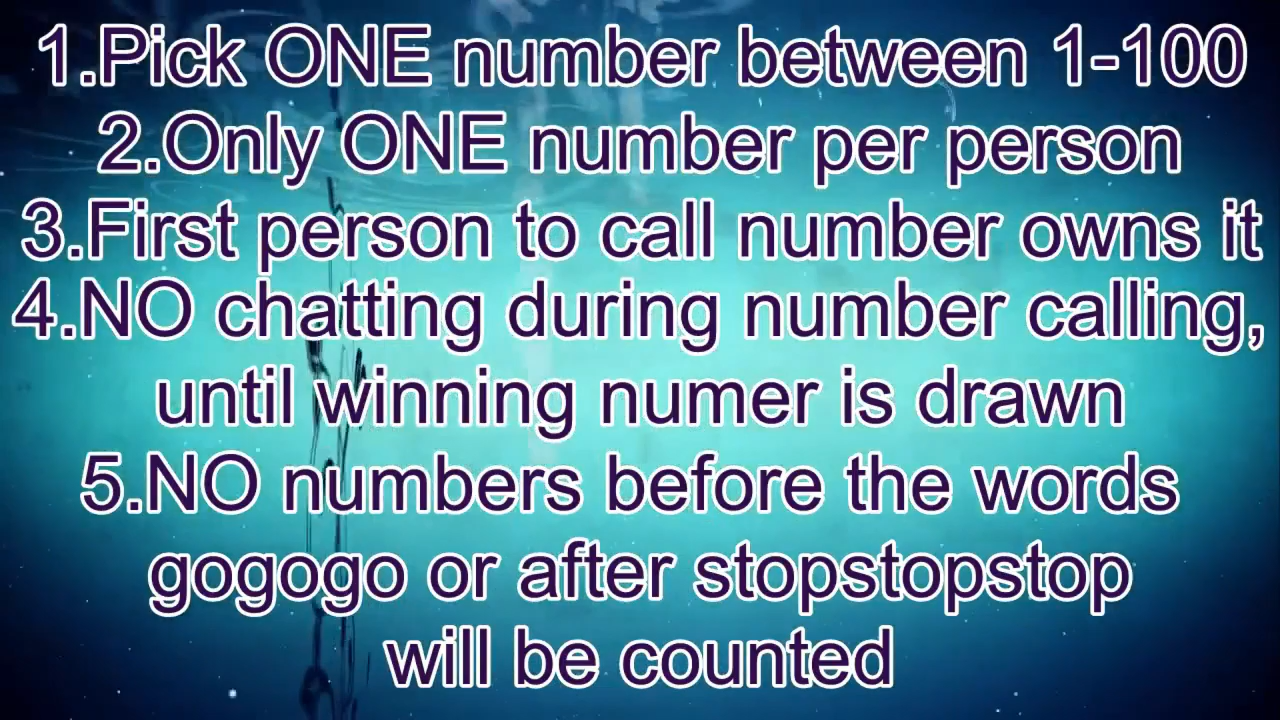 1.Pick ONE number between 1-100
2.Only ONE number per person
3.First person to call number owns it
4.NO chatting during number calling,
until winning numer is drawn
5.NO numbers before the words
gogogo or after stopstopstop
will be counted